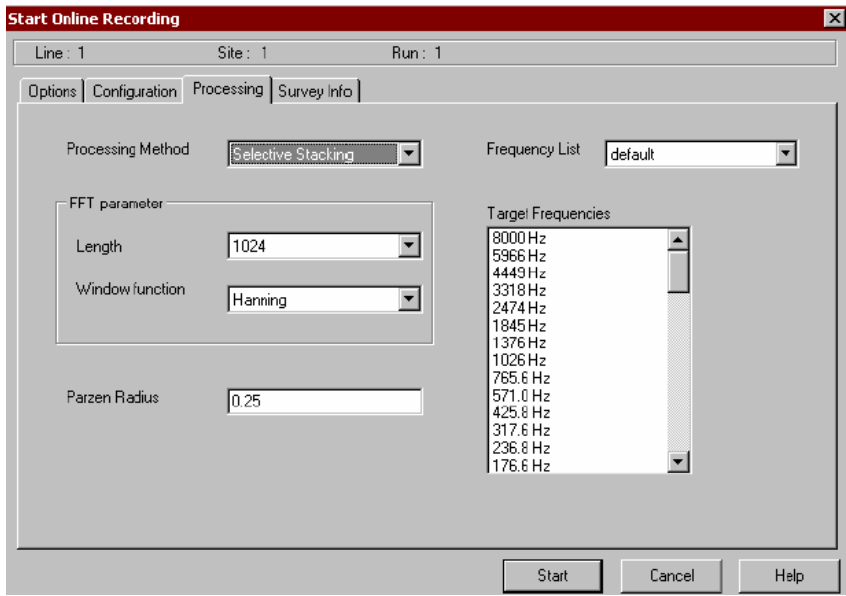 Start Online Recording
Line : 1 Site : 1 Run : 1
Options Configuration Processing Survey Info
Processing Method Selective Stacking
FFT parameter
Length 1024
Window function Hanning
Parzen Radius 0.25
Frequency List default
Target Frequencies
8000 Hz
5966 Hz
4449 Hz
3318 Hz
2474 Hz
1845 Hz
1376 Hz
1026 Hz
765.6 Hz
571.0 Hz
425.8 Hz
317.6 Hz
236.8 Hz
176.6 Hz
Start Cancel Help